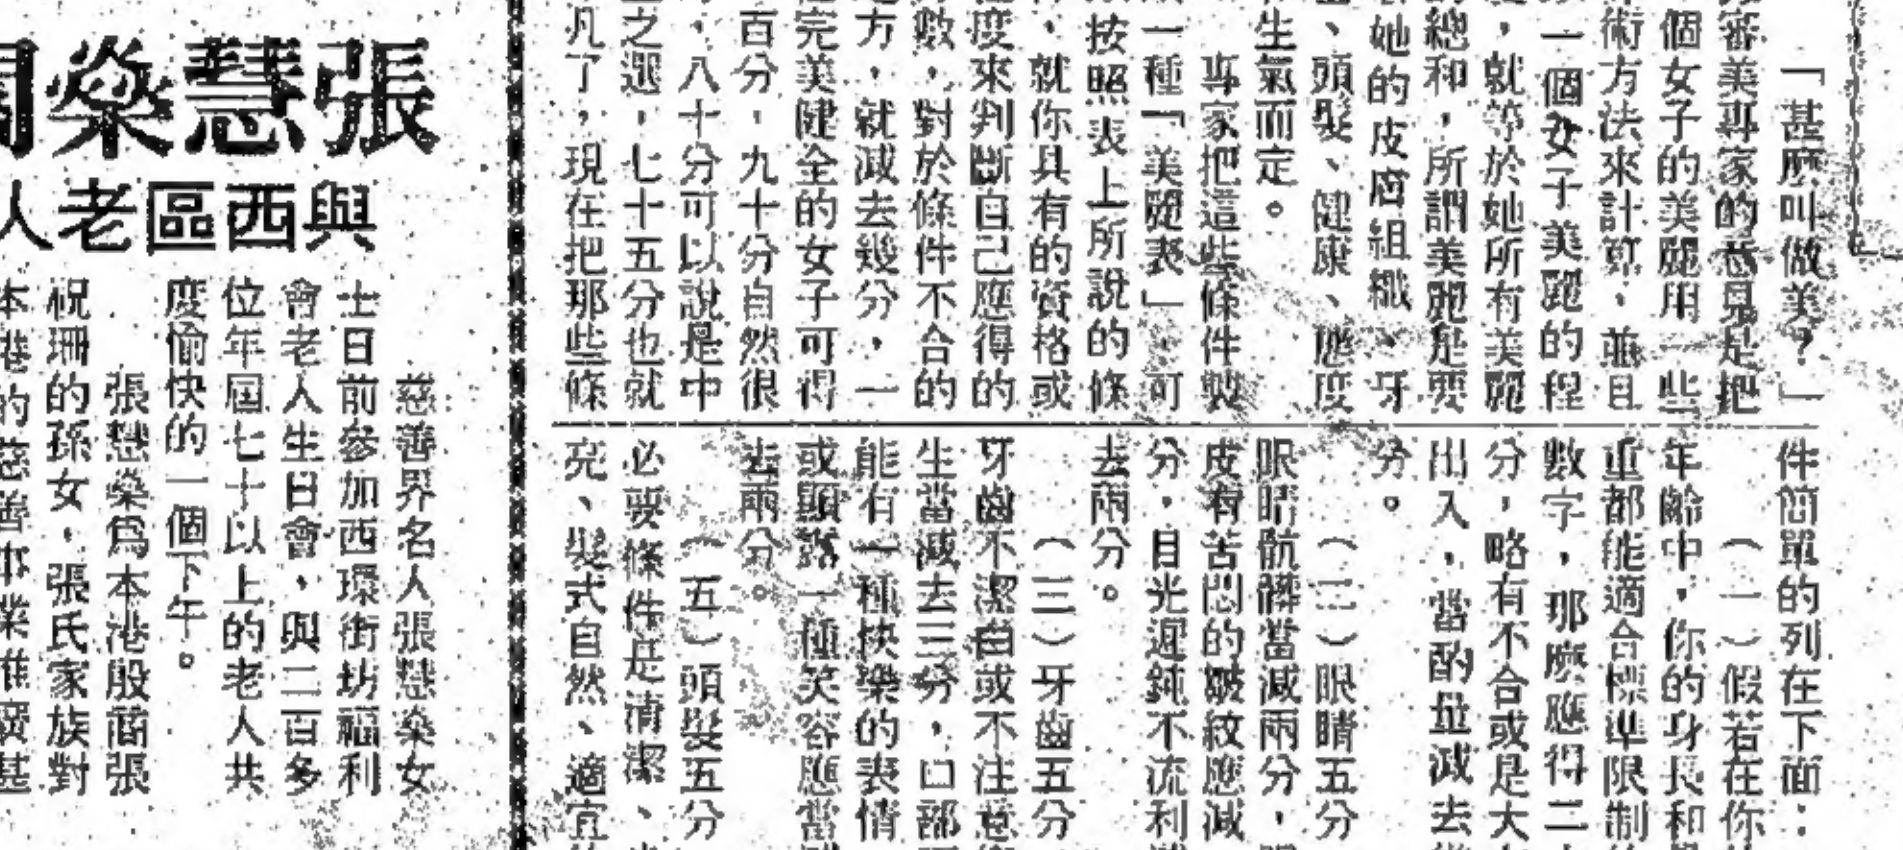 「甚麼叫做美?」
審美專家的意見是把
個女子的美麗用一些
術方法來計算,並且
一個女子美麗的程
,就等於她所有美麗
總和,所謂美麗是要
她的皮膚組織、牙
、頭髮、健康、態度
生氣而定。
專家把這些條件製
一種「美麗表」,可
按照表上所說的條
,就你具有的資格或
度來判斷自己應得的
數,對於條件不合的
方,就減去幾分,一
完美健全的女子可得
百分,九十分自然很
,八十分可以說是中
之選,七十五分也就
凡了,現在把那些條
件簡單的列在下面:
(一)假若在你
年齡中,你的身長和
重都能適合標準限制
數字,那麼應得二
分,略有不合或是大
出入,當酌量減去
分。
(二)眼睛五分
眼睛骯髒當減兩分,
皮有苦悶的皺紋應減
分,目光遲鈍不流利
去兩分。
(三)牙齒五分
牙齒不潔白或不注意
生當減去三分,口部
能有一種快樂的表情
或顯露一種笑容應當
去兩分。
(五)頭髮五分
必要條件是清潔、
亮、髮式自然、適宜
張慧燊
與西區老人
慈善界名人張慧燊女
士日前參加西環街坊福利
會老人生日會,與二百多
位年屆七十以上的老人共
度愉快的一個下午。
張慧燊爲本港殷商張
祝珊的孫女,張氏家族對
本港的慈善